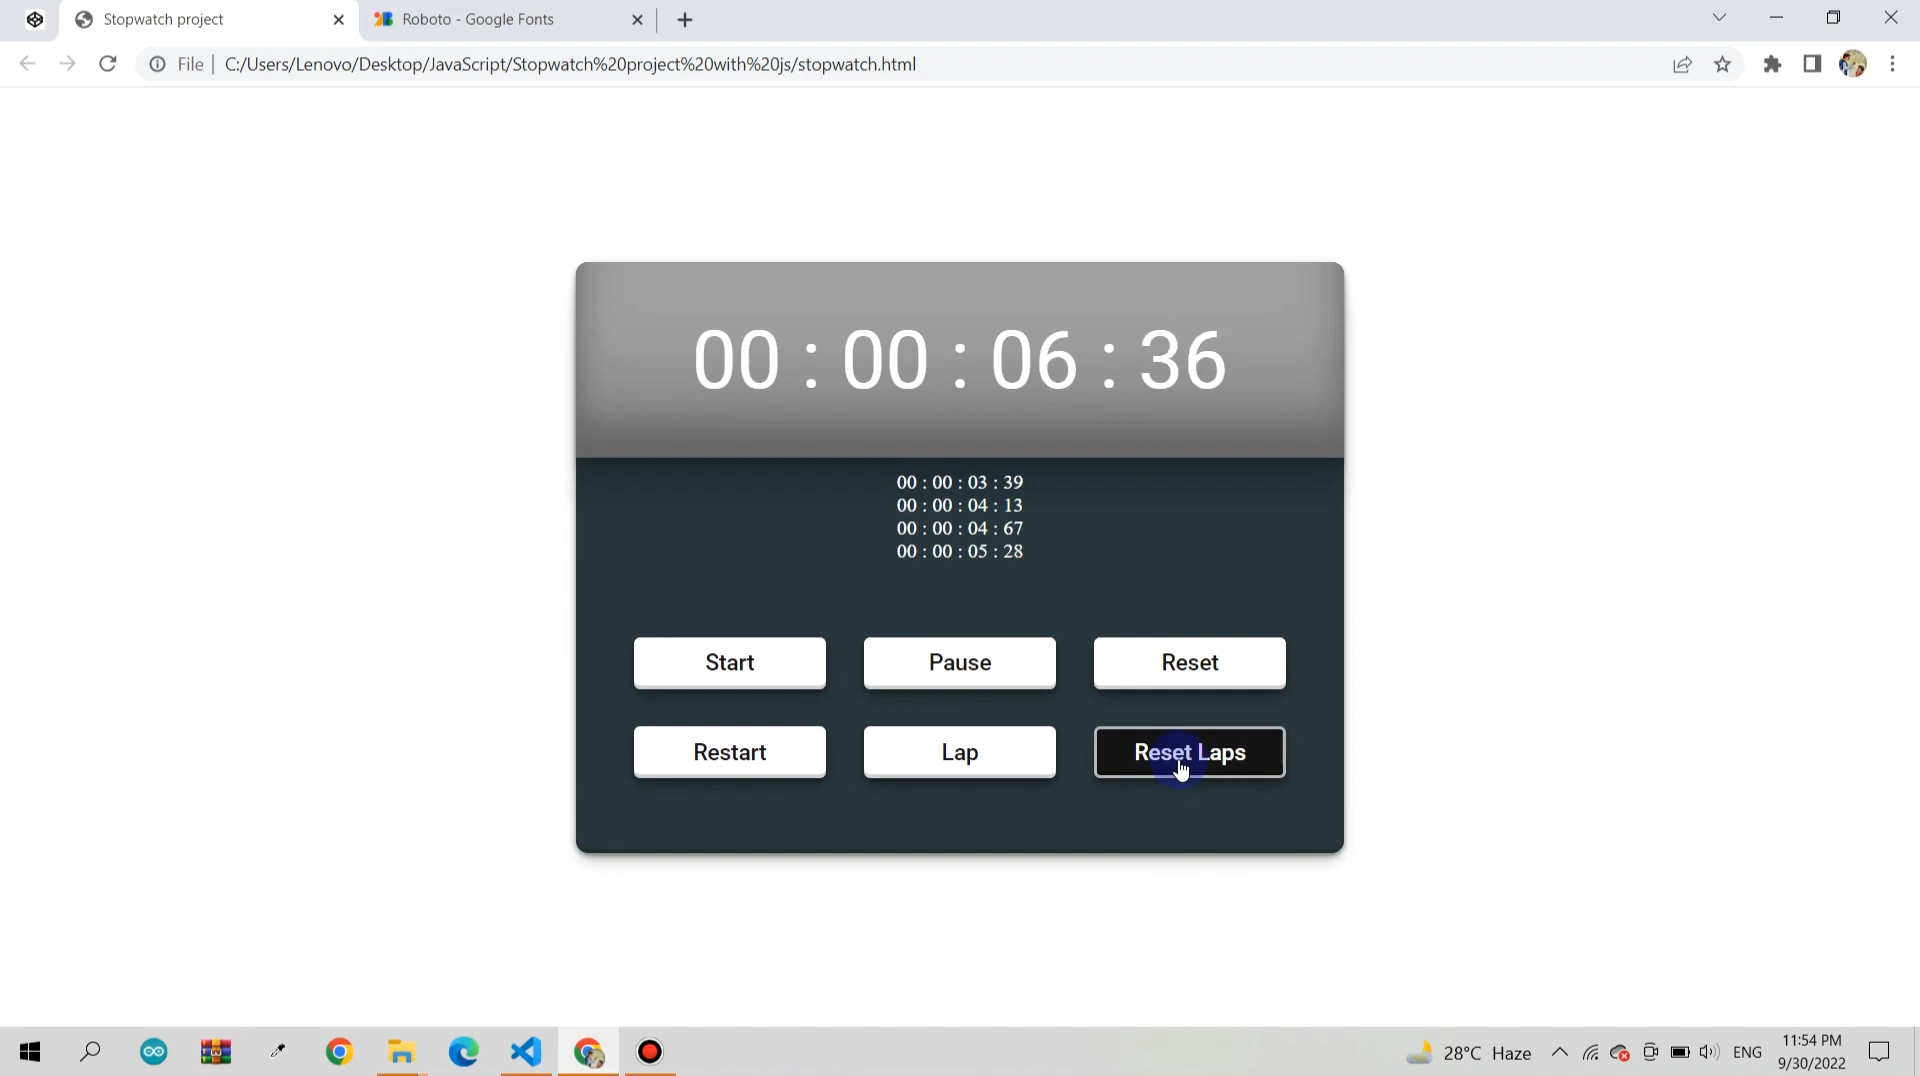 Stopwatch project
Roboto - Google Fonts
File
C:/Users/Lenovo/Desktop/JavaScript/Stopwatch%20project%20with%20js/stopwatch.html
00 : 00 : 06 : 36
00 : 00 : 03 : 39
00 : 00 : 04 : 13
00 : 00 : 04 : 67
00 : 00 : 05 : 28
Start Pause Reset
Restart Lap Reset Laps
28°C Haze
ENG
11:54 PM
9/30/2022